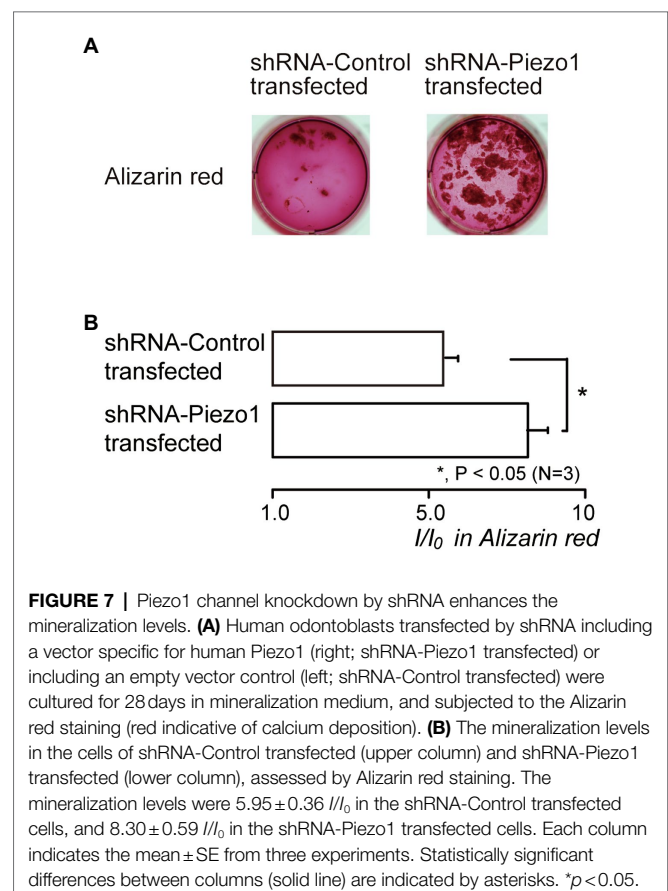 A
shRNA-Control transfected
shRNA-Piezo1 transfected
Alizarin red
B
shRNA-Control
transfected
shRNA-Piezo1
transfected
*
*, P < 0.05 (N=3)
1.0 5.0 10
I/I0 in Alizarin red
FIGURE 7 | Piezo1 channel knockdown by shRNA enhances the
mineralization levels. (A) Human odontoblasts transfected by shRNA including
a vector specific for human Piezo1 (right; shRNA-Piezo1 transfected) or
including an empty vector control (left; shRNA-Control transfected) were
cultured for 28 days in mineralization medium, and subjected to the Alizarin
red staining (red indicative of calcium deposition). (B) The mineralization levels
in the cells of shRNA-Control transfected (upper column) and shRNA-Piezo1
transfected (lower column), assessed by Alizarin red staining. The
mineralization levels were 5.95 ± 0.36 I/I0 in the shRNA-Control transfected
cells, and 8.30 ± 0.59 I/I0 in the shRNA-Piezo1 transfected cells. Each column
indicates the mean ± SE from three experiments. Statistically significant
differences between columns (solid line) are indicated by asterisks. *p < 0.05.